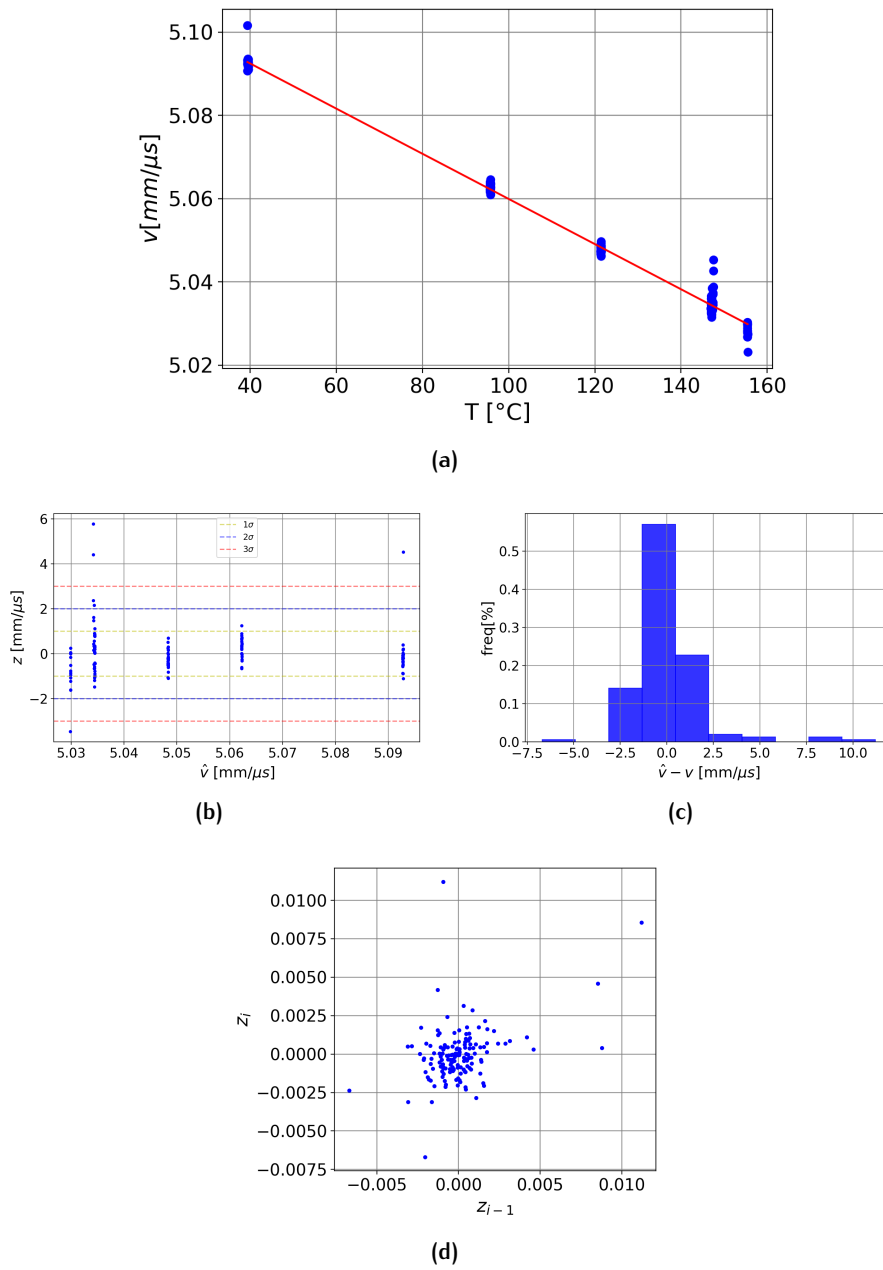 5.10
5.08
5.06
5.04
5.02
v[mm/μs]
40 60 80 100 120 140 160
T [°C]
(a)
6
4
2
0
−2
z [mm/μs]
1σ
2σ
3σ
5.03 5.04 5.05 5.06 5.07 5.08 5.09
v̂ [mm/μs]
(b)
0.5
0.4
0.3
0.2
0.1
0.0
freq[%]
−7.5 −5.0 −2.5 0.0 2.5 5.0 7.5 10.0
v̂ − v [mm/μs]
(c)
0.0100
0.0075
0.0050
0.0025
0.0000
−0.0025
−0.0050
−0.0075
zᵢ
−0.005 0.000 0.005 0.010
zᵢ₋₁
(d)